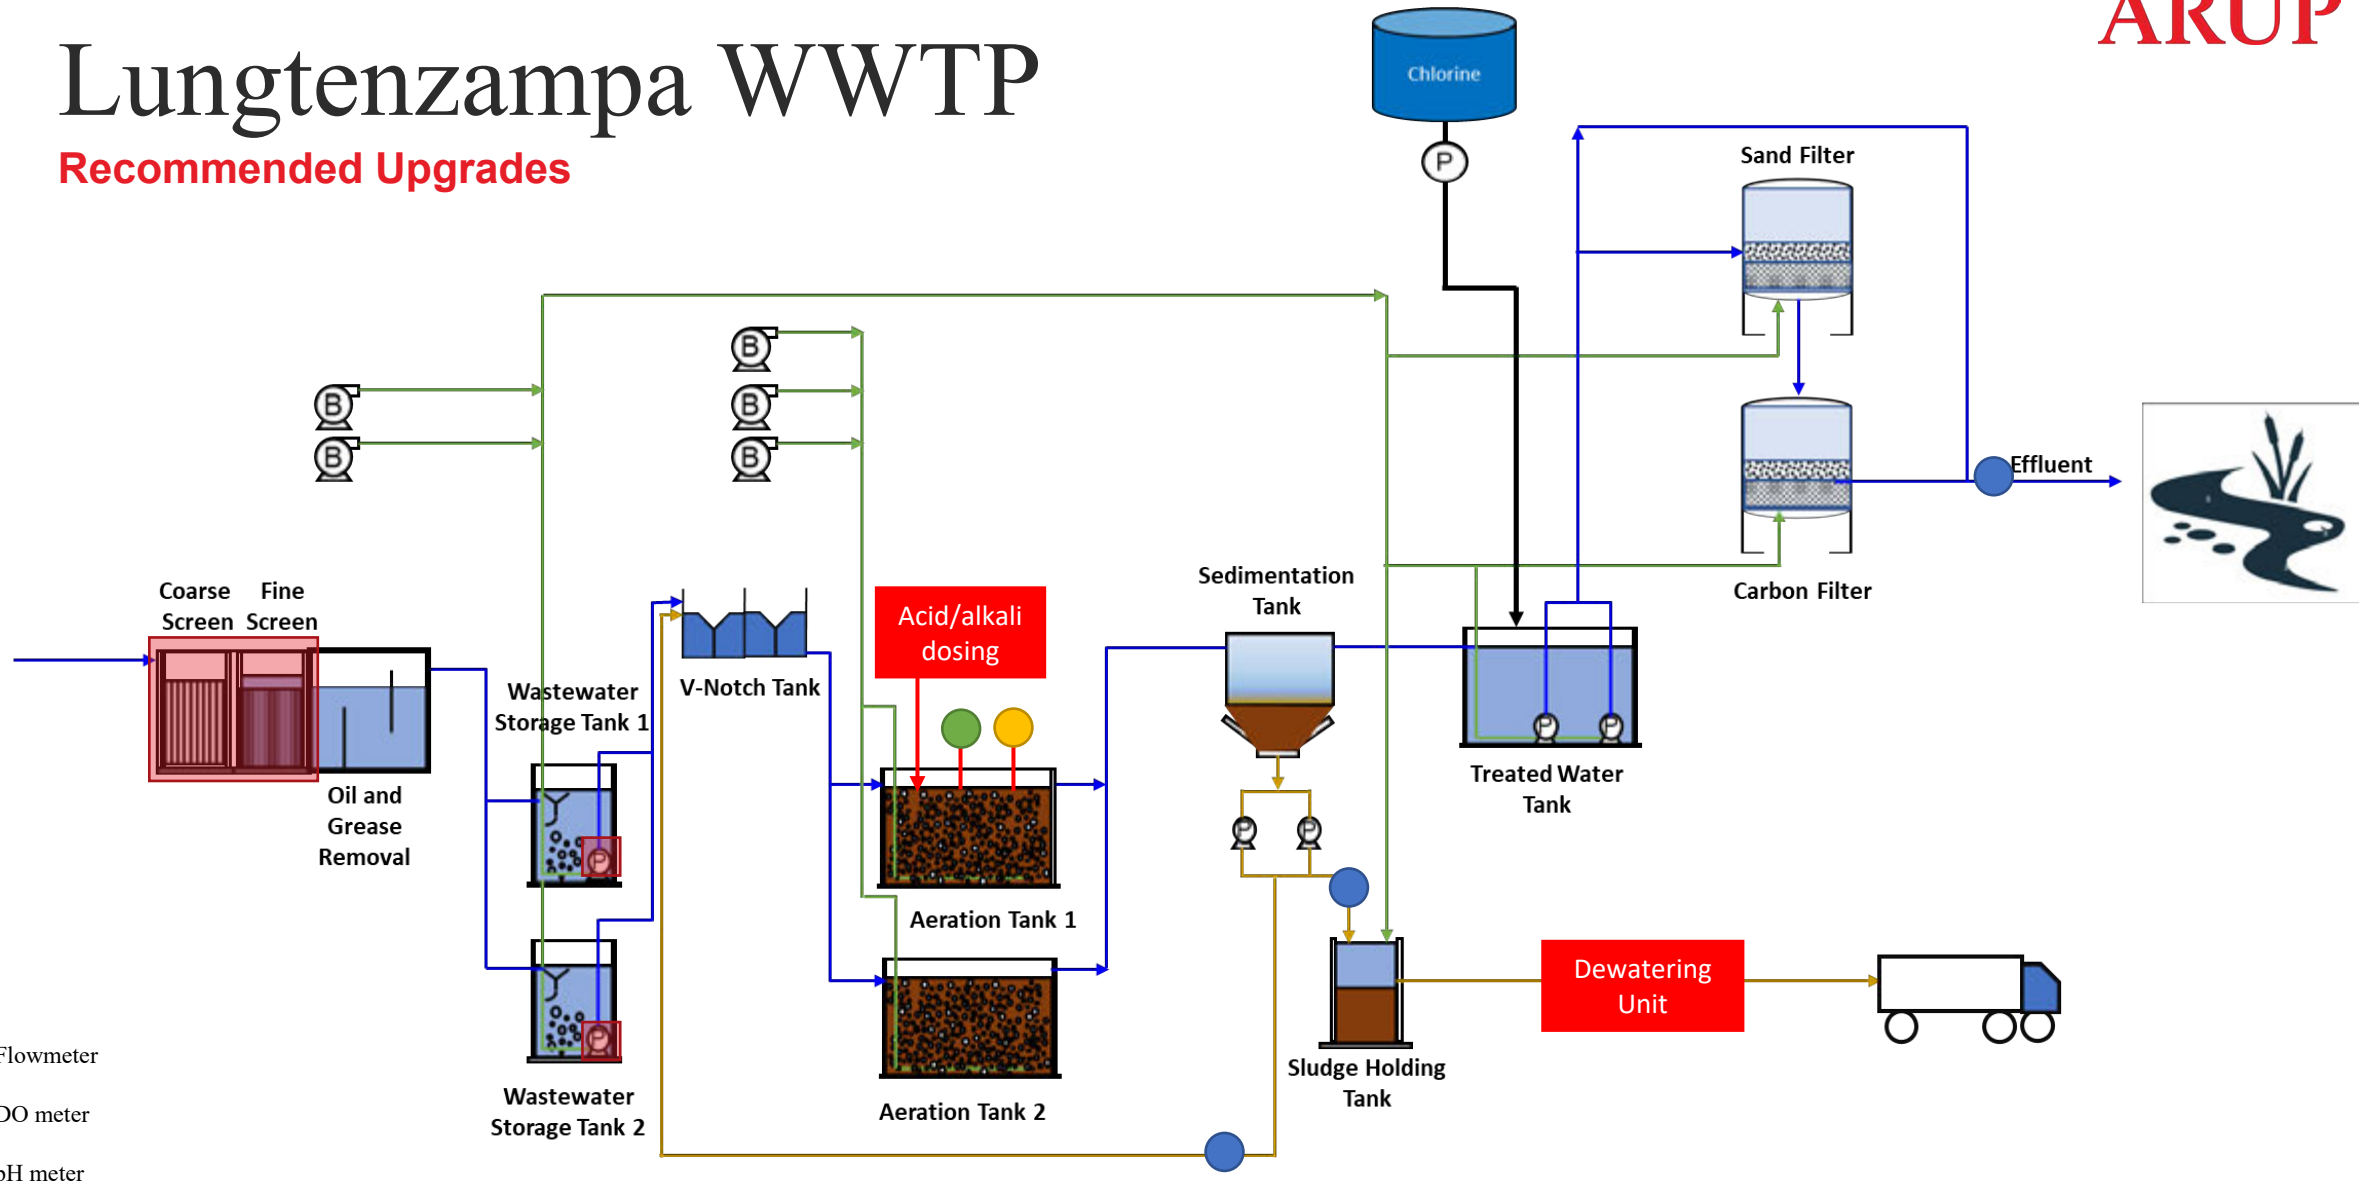 Lungtenzampa WWTP
Recommended Upgrades
ARUP
Chlorine
P
Sand Filter
B
B
B
B
B
Effluent
Carbon Filter
Coarse
Screen
Fine
Screen
Oil and
Grease
Removal
Wastewater
Storage Tank 1
P
Wastewater
Storage Tank 2
P
V-Notch Tank
Acid/alkali
dosing
Aeration Tank 1
Aeration Tank 2
Sedimentation
Tank
P
P
Treated Water
Tank
P
P
Sludge Holding
Tank
Dewatering
Unit
Flowmeter
DO meter
pH meter